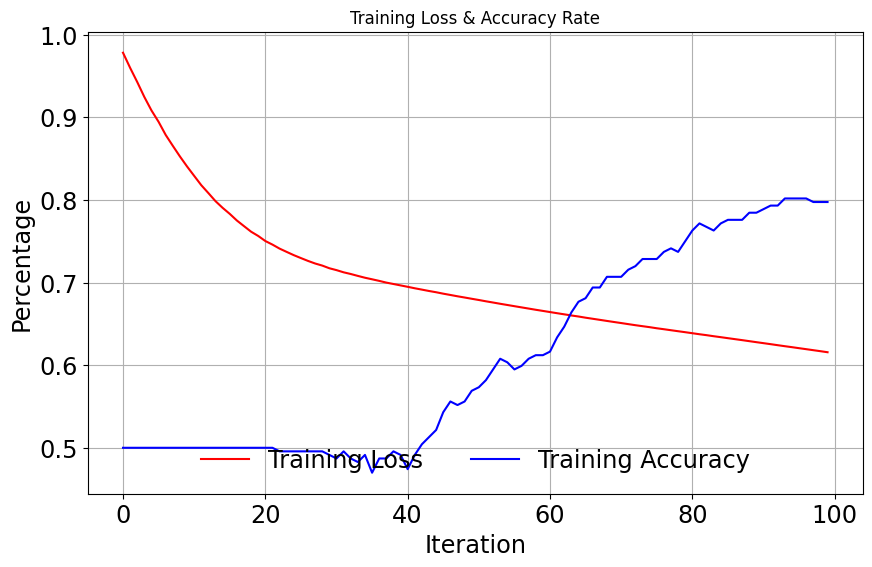 Training Loss & Accuracy Rate
1.0
0.9
0.8
0.7
0.6
0.5
Percentage
Training Loss Training Accuracy
0 20 40 60 80 100
Iteration